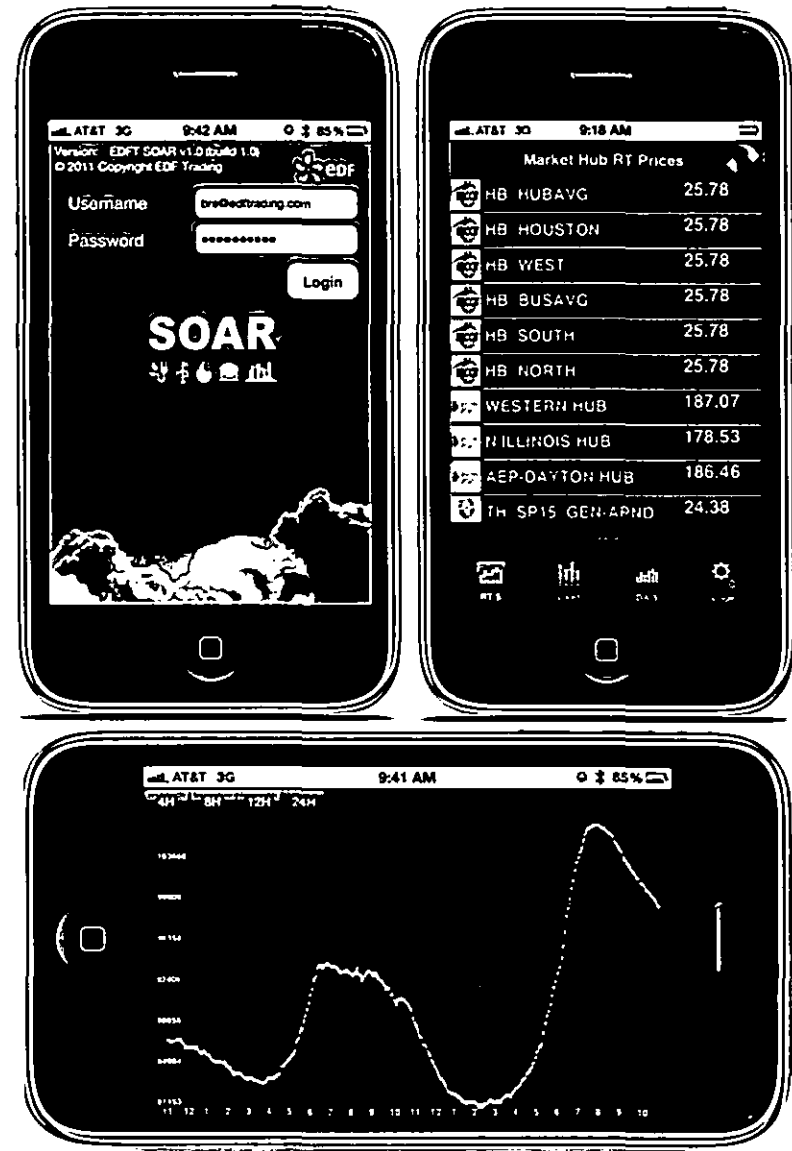 AT&T 3G 9:42 AM 85%
Version: EDFT SOAR v1.0 (build 1.0)
© 2011 Copyright EDF Trading
eDF
Username
bre@edftrading.com
Password
Login
SOAR
AT&T 3G 9:18 AM
Market Hub RT Prices
HB HUBAVG 25.78
HB HOUSTON 25.78
HB WEST 25.78
HB BUSAVG 25.78
HB SOUTH 25.78
HB NORTH 25.78
WESTERN HUB 187.07
N ILLINOIS HUB 178.53
AEP-DAYTON HUB 186.46
TH SP15 GEN-APND 24.38
RT $
AT&T 3G 9:41 AM 85%
4H 8H 12H 24H
11 12 1 2 3 4 5 6 7 8 9 10 11 12 1 2 3 4 5 6 7 8 9 10